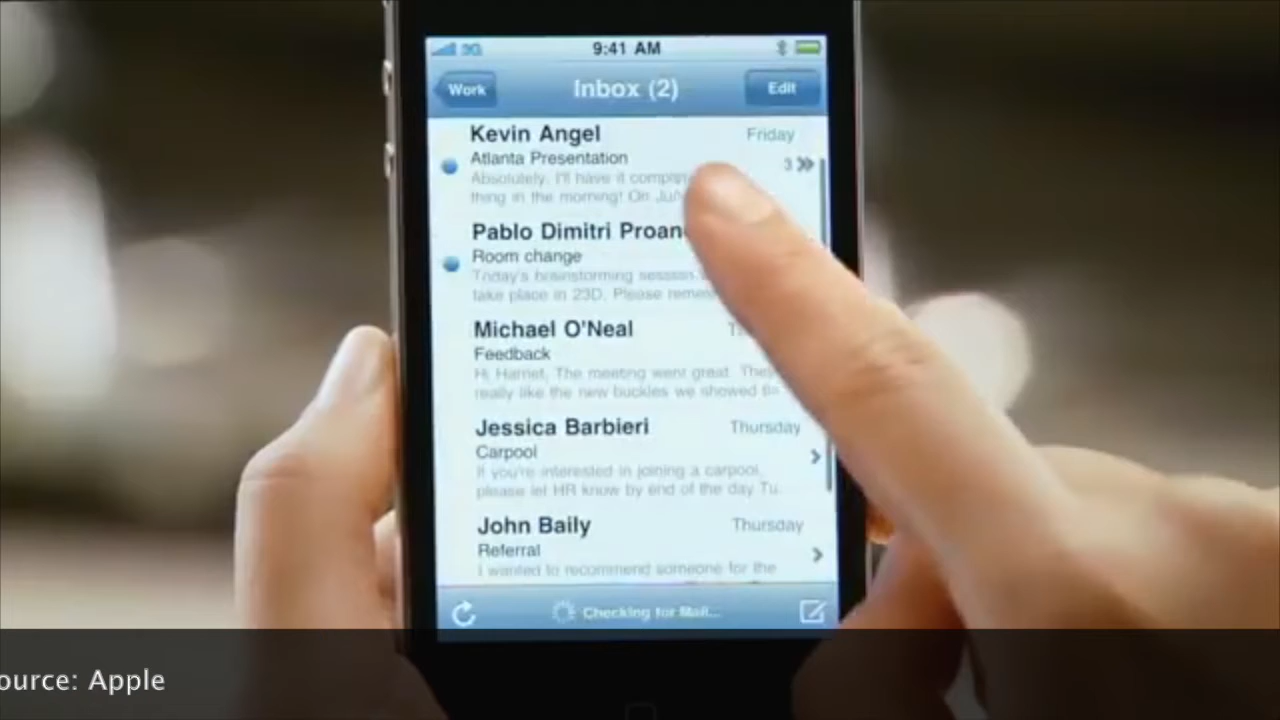 3G 9:41 AM
Work Inbox (2) Edit
Kevin Angel Friday
Atlanta Presentation 3
Absolutely. I'll have it
thing in the morning! On
Pablo Dimitri
Room change
Today's brainstorming session
take place in 23D. Please
Michael O'Neal
Feedback
Hi Harriet, The meeting went great.
really like the new buckles we showed
Jessica Barbieri Thursday
Carpool
If you're interested in joining a carpool,
please let HR know by end of the day
John Baily Thursday
Referral
I wanted to recommend someone for the
Checking for Mail...
ource: Apple